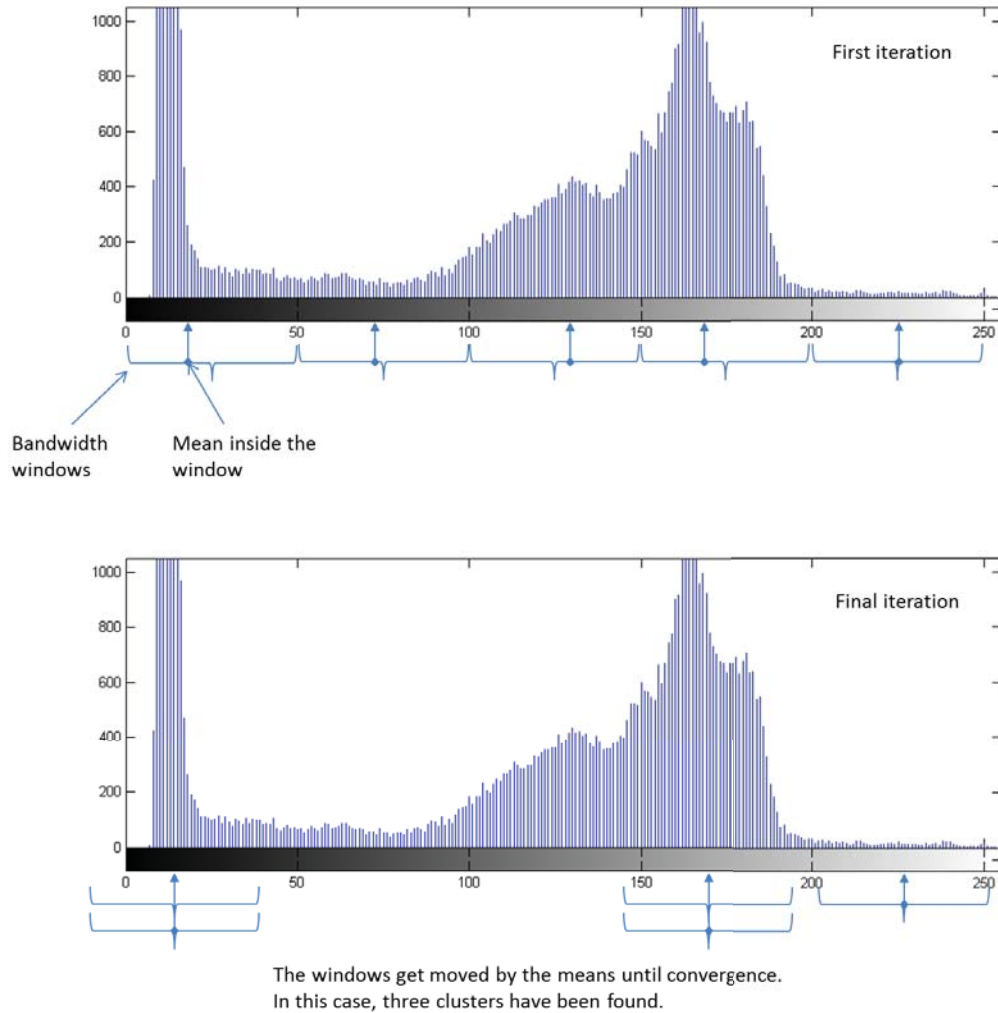 1000
First iteration
800
600
400
200
0
0 50 100 150 200 250
Bandwidth windows
Mean inside the window
1000
Final iteration
800
600
400
200
0
0 50 100 150 200 250
The windows get moved by the means until convergence.
In this case, three clusters have been found.